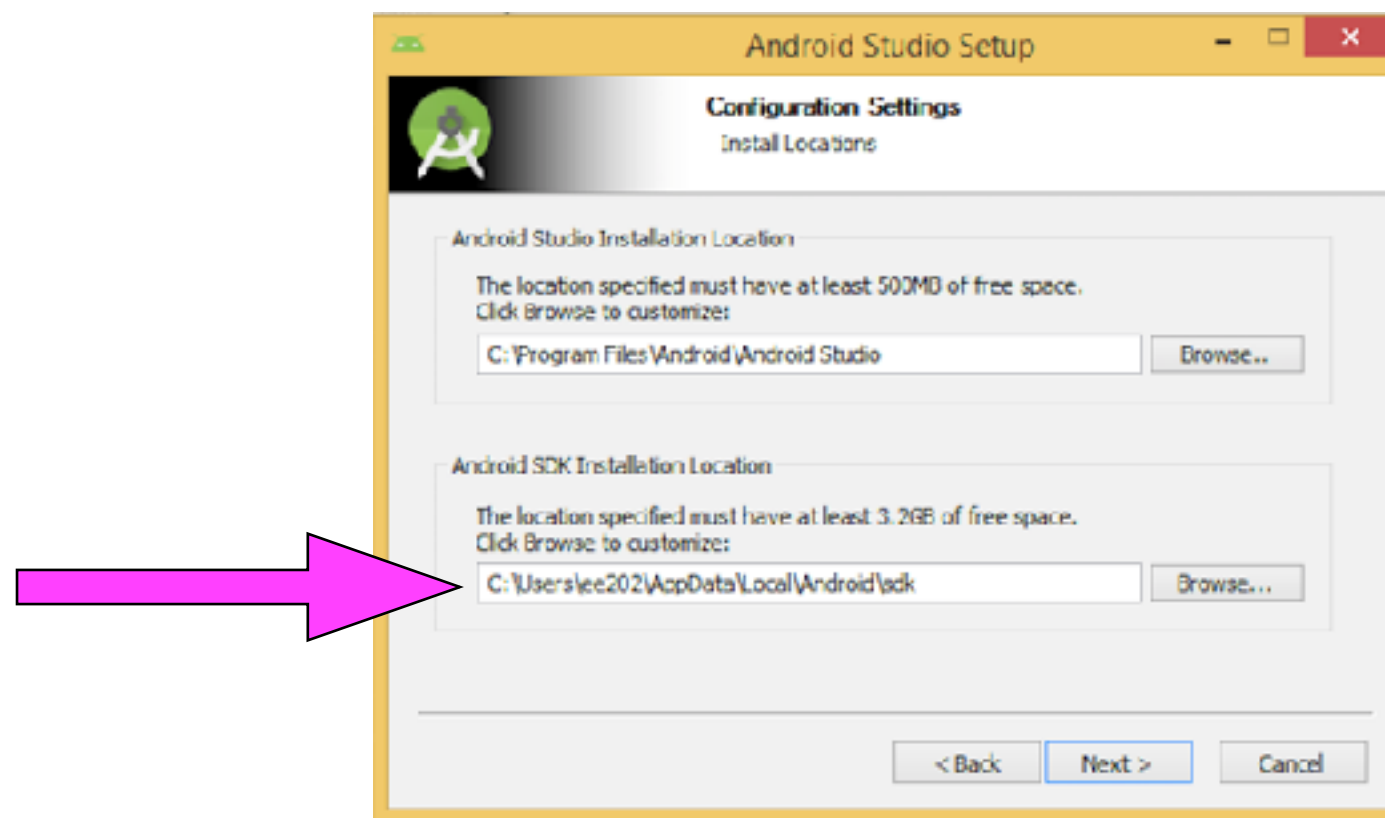 Android Studio Setup
Configuration Settings
Install Locations
Android Studio Installation Location
The location specified must have at least 500MB of free space.
Click Browse to customize:
C:\Program Files\Android\Android Studio
Browse...
Android SDK Installation Location
The location specified must have at least 3.2GB of free space.
Click Browse to customize:
C:\Users\ee202\AppData\Local\Android\sdk
Browse...
< Back
Next >
Cancel